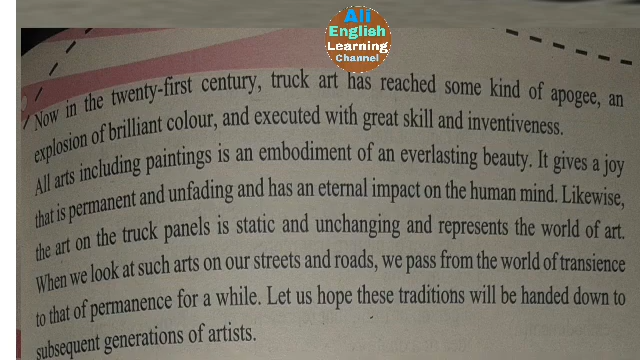 Ali
English
Learning
Channel
Now in the twenty-first century, truck art has reached some kind of apogee, an
explosion of brilliant colour, and executed with great skill and inventiveness.
All arts including paintings is an embodiment of an everlasting beauty. It gives a joy
that is permanent and unfading and has an eternal impact on the human mind. Likewise,
the art on the truck panels is static and unchanging and represents the world of art.
When we look at such arts on our streets and roads, we pass from the world of transience
to that of permanence for a while. Let us hope these traditions will be handed down to
subsequent generations of artists.